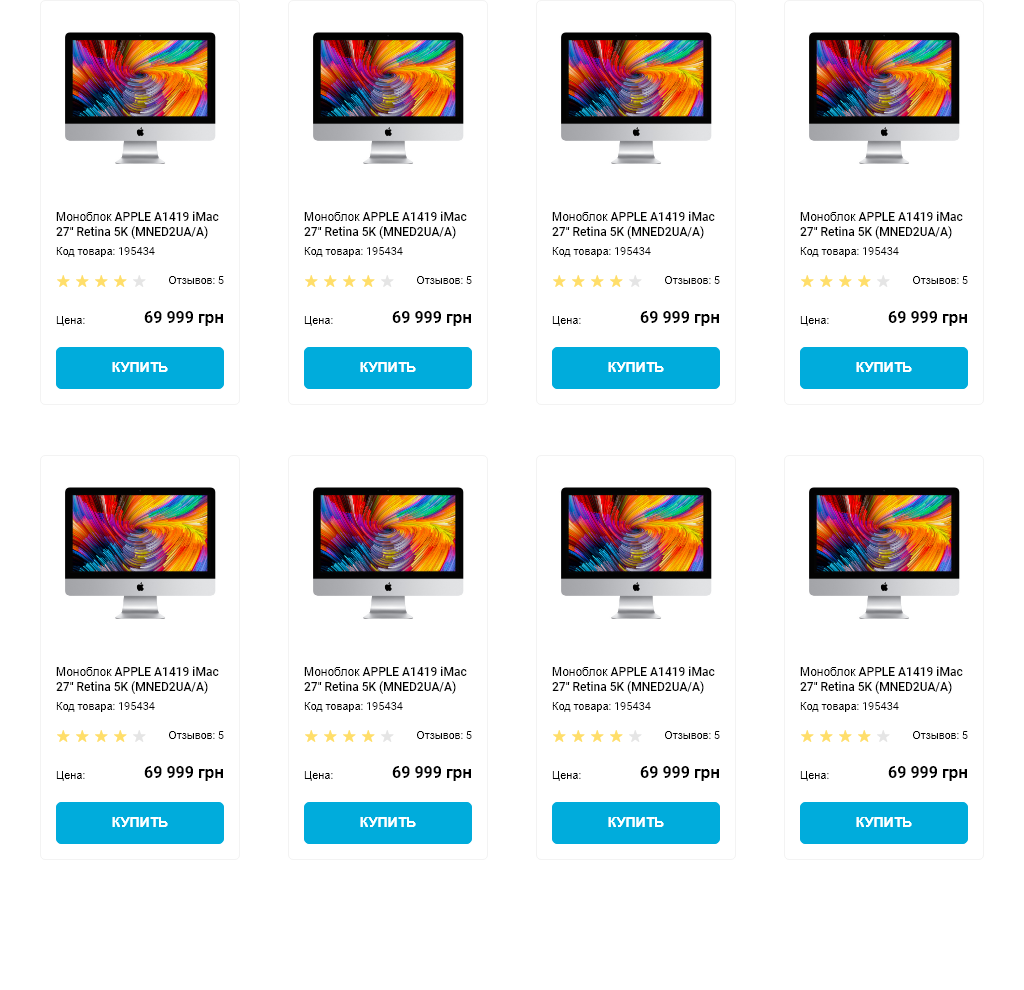 Моноблок APPLE A1419 iMac
27" Retina 5K (MNED2UA/A)
Код товара: 195434
Отзывов: 5
Цена: 69 999 грн
КУПИТЬ
Моноблок APPLE A1419 iMac
27" Retina 5K (MNED2UA/A)
Код товара: 195434
Отзывов: 5
Цена: 69 999 грн
КУПИТЬ
Моноблок APPLE A1419 iMac
27" Retina 5K (MNED2UA/A)
Код товара: 195434
Отзывов: 5
Цена: 69 999 грн
КУПИТЬ
Моноблок APPLE A1419 iMac
27" Retina 5K (MNED2UA/A)
Код товара: 195434
Отзывов: 5
Цена: 69 999 грн
КУПИТЬ
Моноблок APPLE A1419 iMac
27" Retina 5K (MNED2UA/A)
Код товара: 195434
Отзывов: 5
Цена: 69 999 грн
КУПИТЬ
Моноблок APPLE A1419 iMac
27" Retina 5K (MNED2UA/A)
Код товара: 195434
Отзывов: 5
Цена: 69 999 грн
КУПИТЬ
Моноблок APPLE A1419 iMac
27" Retina 5K (MNED2UA/A)
Код товара: 195434
Отзывов: 5
Цена: 69 999 грн
КУПИТЬ
Моноблок APPLE A1419 iMac
27" Retina 5K (MNED2UA/A)
Код товара: 195434
Отзывов: 5
Цена: 69 999 грн
КУПИТЬ